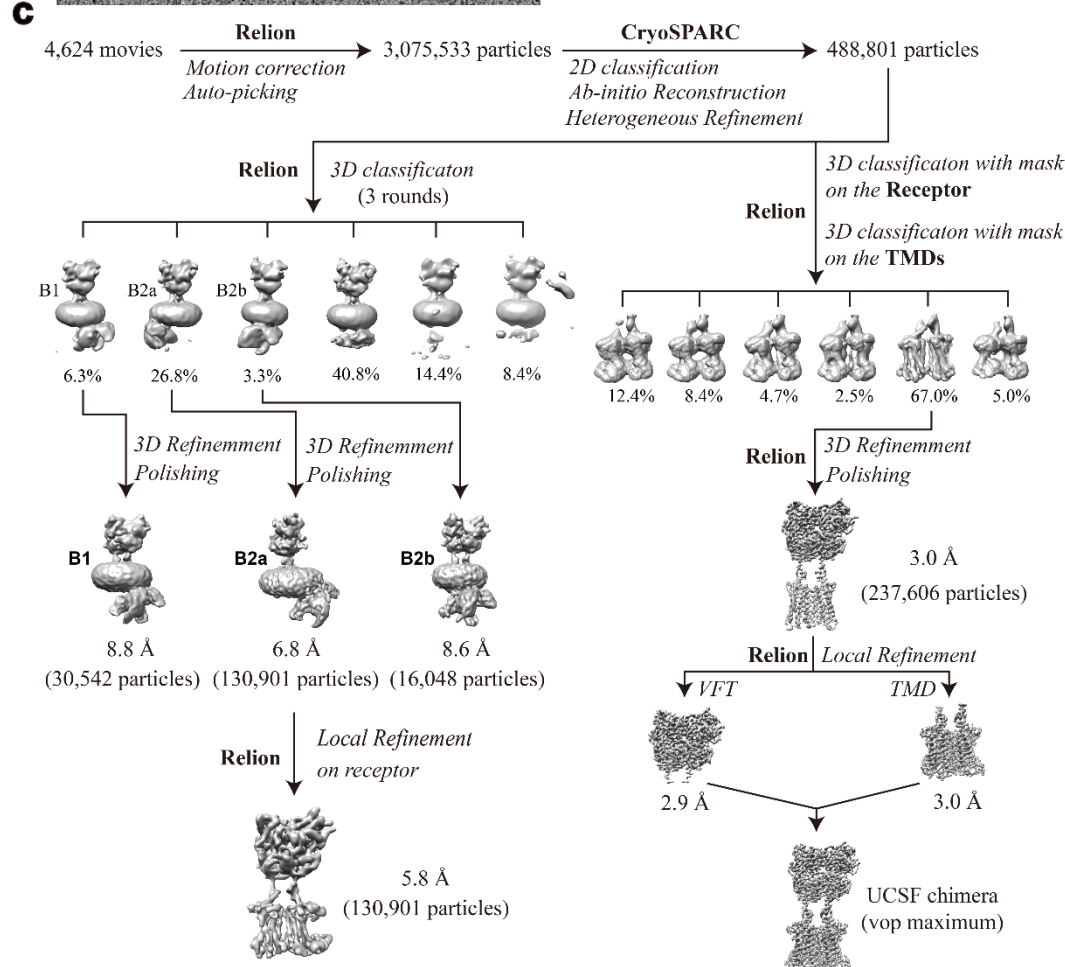 c
4,624 movies
Relion
Motion correction
Auto-picking
3,075,533 particles
CryoSPARC
2D classification
Ab-initio Reconstruction
Heterogeneous Refinement
488,801 particles
Relion
3D classificaton
(3 rounds)
Relion
3D classificaton with mask
on the Receptor
3D classificaton with mask
on the TMDs
B1
B2a
B2b
6.3%
26.8%
3.3%
40.8%
14.4%
8.4%
12.4%
8.4%
4.7%
2.5%
67.0%
5.0%
3D Refinemment
Polishing
3D Refinemment
Polishing
Relion
3D Refinemment
Polishing
B1
B2a
B2b
8.8 Å
(30,542 particles)
6.8 Å
(130,901 particles)
8.6 Å
(16,048 particles)
3.0 Å
(237,606 particles)
Relion
Local Refinement
VFT
TMD
2.9 Å
3.0 Å
Relion
Local Refinement
on receptor
5.8 Å
(130,901 particles)
UCSF chimera
(vop maximum)